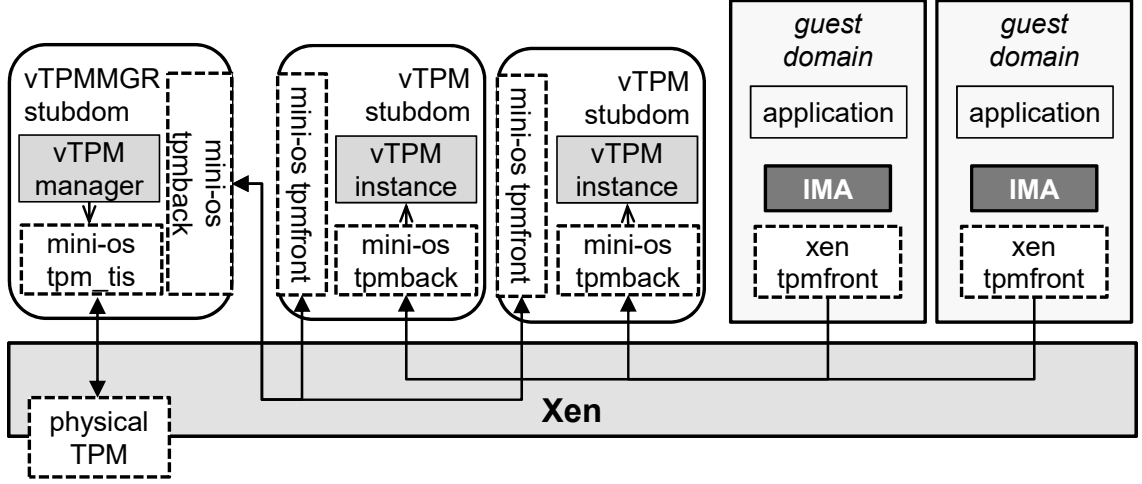 vTPMMGR
stubdom
vTPM
manager
mini-os
tpm_tis
mini-os
tpmback
mini-os tpmfront
vTPM
stubdom
vTPM
instance
mini-os
tpmback
mini-os tpmfront
vTPM
stubdom
vTPM
instance
mini-os
tpmback
guest
domain
application
IMA
xen
tpmfront
guest
domain
application
IMA
xen
tpmfront
Xen
physical
TPM